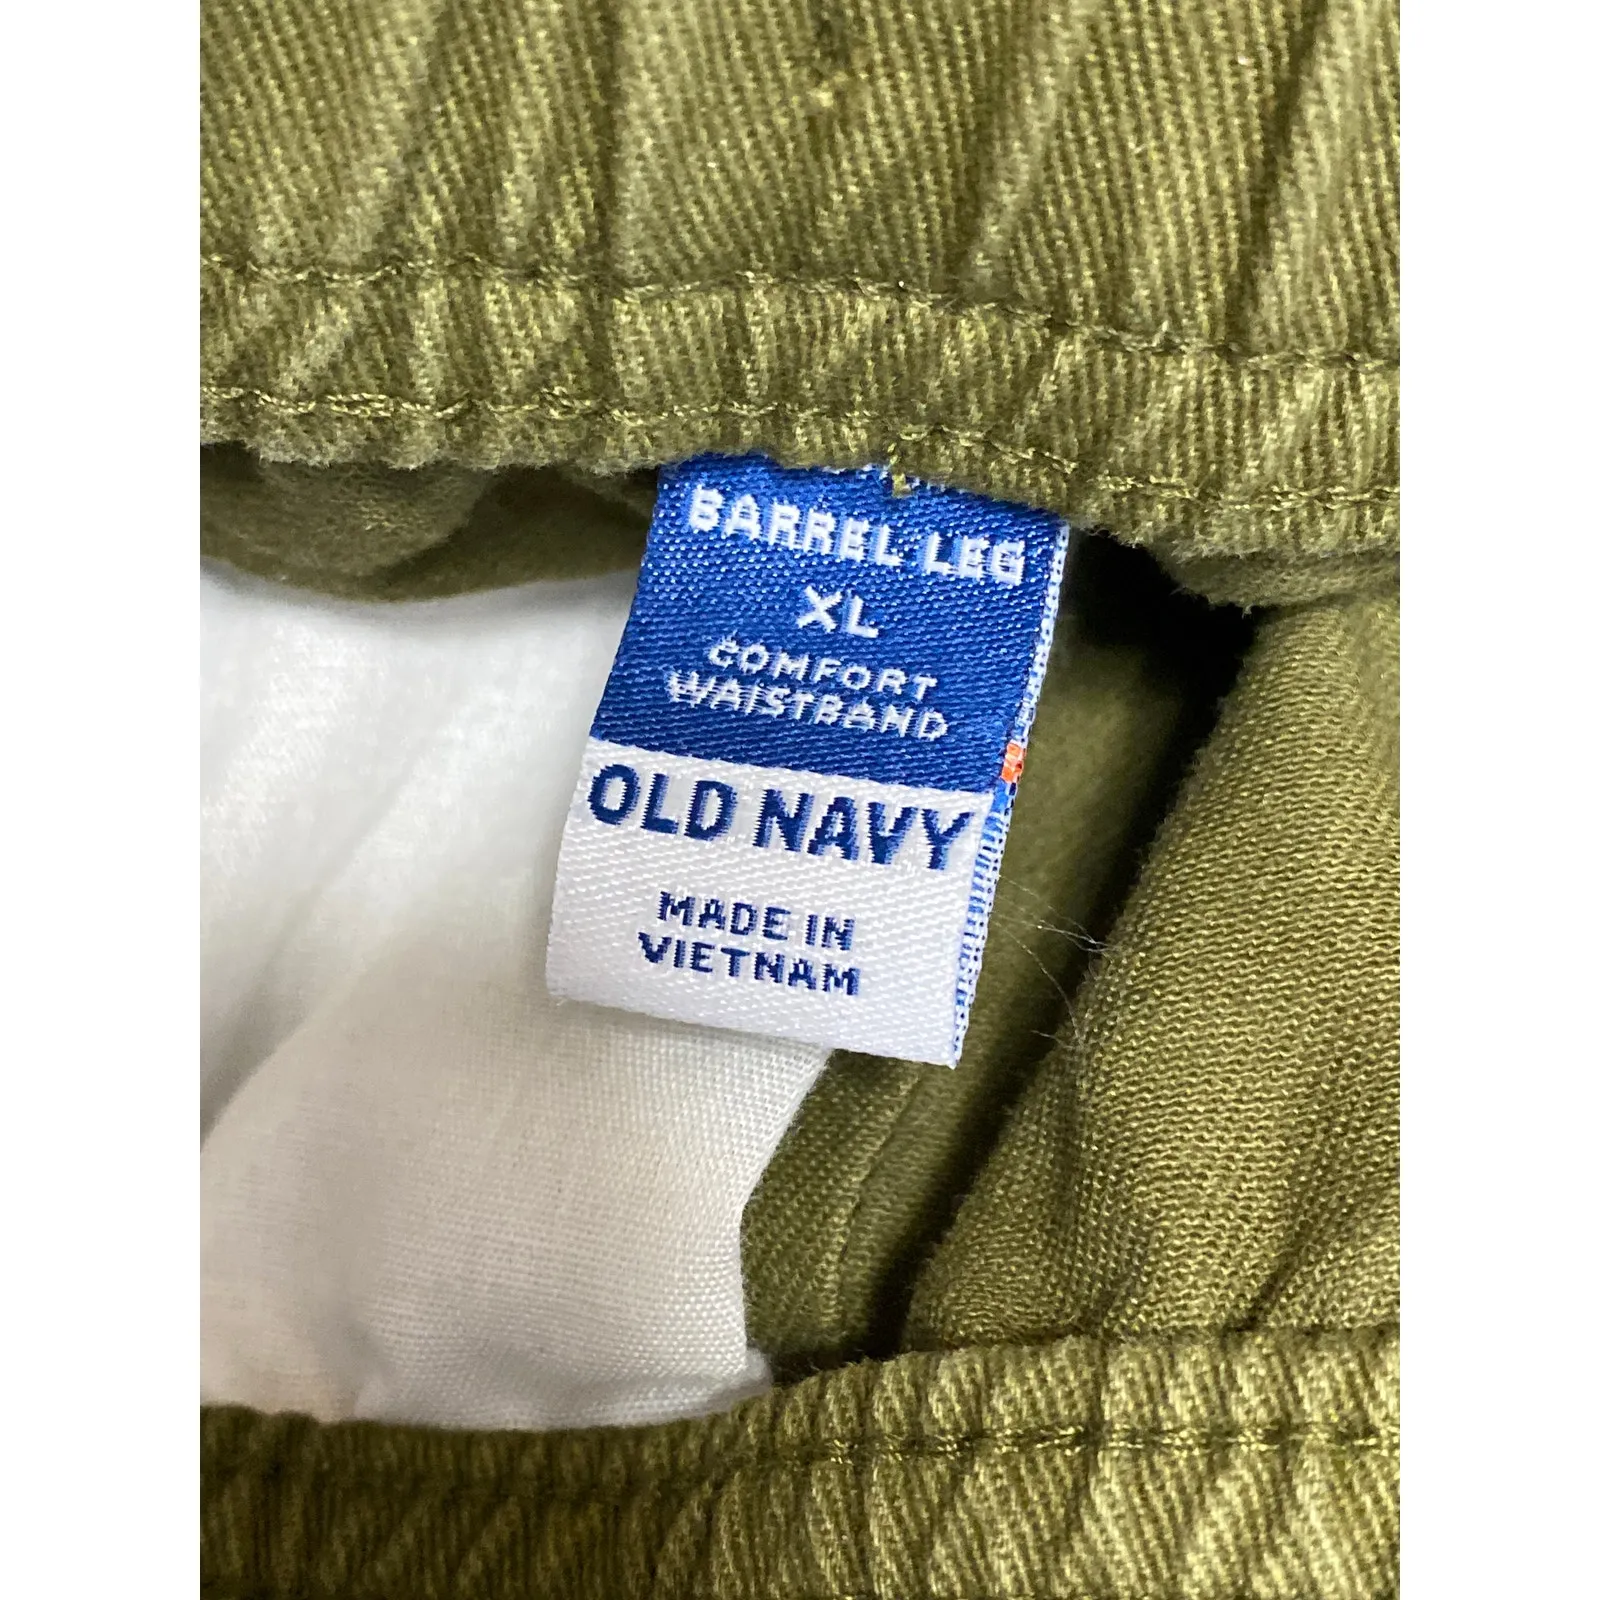 BARREL LEG
XL
COMFORT
WAISTBAND
OLD NAVY
MADE IN
VIETNAM